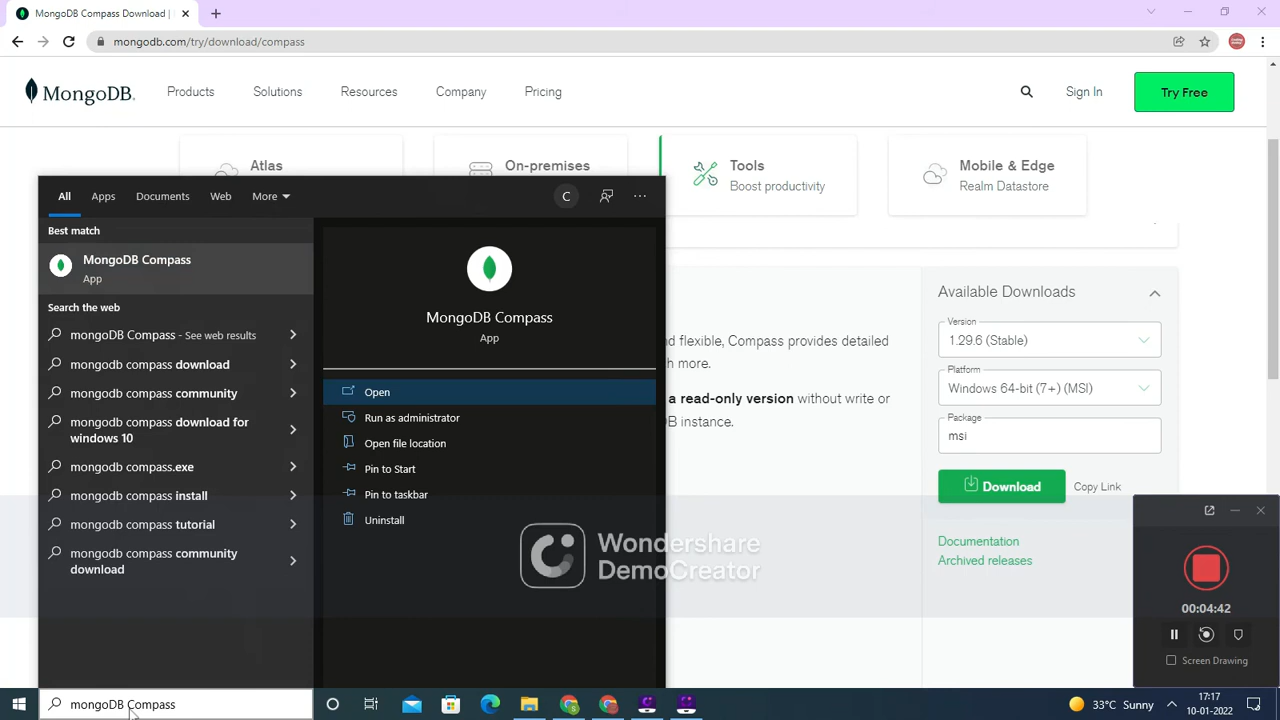 MongoDB Compass Download |
mongodb.com/try/download/compass
MongoDB.
Products
Solutions
Resources
Company
Pricing
Sign In
Try Free
Atlas
On-premises
Tools
Boost productivity
Mobile & Edge
Realm Datastore
All
Apps
Documents
Web
More
C
Best match
MongoDB Compass
App
Search the web
mongoDB Compass - See web results
mongodb compass download
mongodb compass community
mongodb compass download for
windows 10
mongodb compass.exe
mongodb compass install
mongodb compass tutorial
mongodb compass community
download
MongoDB Compass
App
Open
Run as administrator
Open file location
Pin to Start
Pin to taskbar
Uninstall
and flexible, Compass provides detailed
more.
a read-only version without write or
DB instance.
Available Downloads
Version
1.29.6 (Stable)
Platform
Windows 64-bit (7+) (MSI)
Package
msi
Download
Copy Link
Documentation
Archived releases
Wondershare
DemoCreator
00:04:42
Screen Drawing
mongoDB Compass
33°C Sunny
17:17
10-01-2022